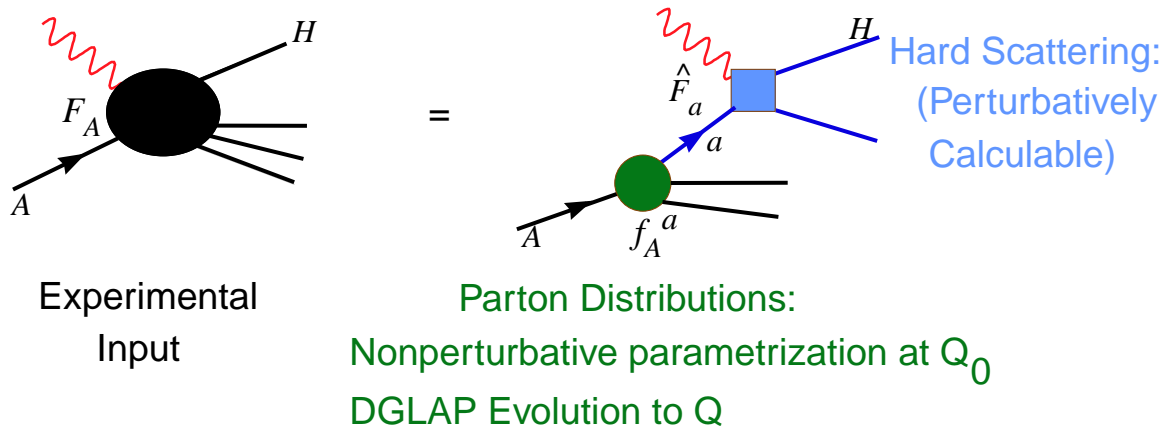 H
F_A
A
=
H
F̂_a
a
A
f_A^a
Hard Scattering:
(Perturbatively
Calculable)
Experimental
Input
Parton Distributions:
Nonperturbative parametrization at Q_0
DGLAP Evolution to Q